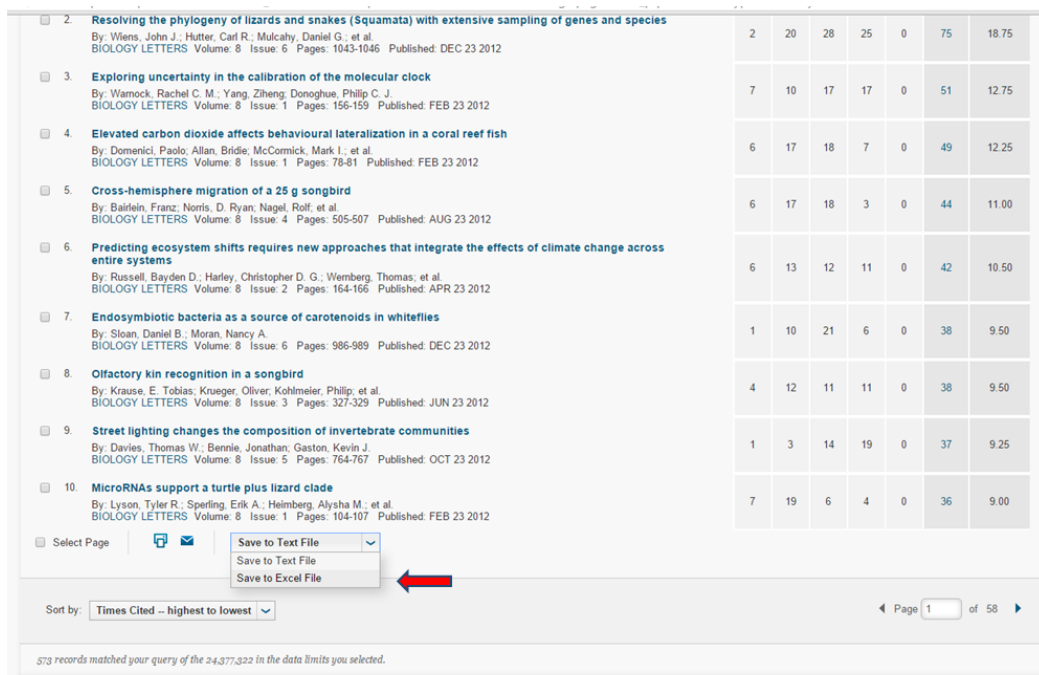 2. Resolving the phylogeny of lizards and snakes (Squamata) with extensive sampling of genes and species
By: Wiens, John J.; Hutter, Carl R.; Mulcahy, Daniel G.; et al.
BIOLOGY LETTERS Volume: 8 Issue: 6 Pages: 1043-1046 Published: DEC 23 2012
2 20 28 25 0 75 18.75
3. Exploring uncertainty in the calibration of the molecular clock
By: Warnock, Rachel C. M.; Yang, Ziheng; Donoghue, Philip C. J.
BIOLOGY LETTERS Volume: 8 Issue: 1 Pages: 156-159 Published: FEB 23 2012
7 10 17 17 0 51 12.75
4. Elevated carbon dioxide affects behavioural lateralization in a coral reef fish
By: Domenici, Paolo; Allan, Bridie; McCormick, Mark I.; et al.
BIOLOGY LETTERS Volume: 8 Issue: 1 Pages: 78-81 Published: FEB 23 2012
6 17 18 7 0 49 12.25
5. Cross-hemisphere migration of a 25 g songbird
By: Bairlein, Franz; Norris, D. Ryan; Nagel, Rolf; et al.
BIOLOGY LETTERS Volume: 8 Issue: 4 Pages: 505-507 Published: AUG 23 2012
6 17 18 3 0 44 11.00
6. Predicting ecosystem shifts requires new approaches that integrate the effects of climate change across
entire systems
By: Russell, Bayden D.; Harley, Christopher D. G.; Wernberg, Thomas; et al.
BIOLOGY LETTERS Volume: 8 Issue: 2 Pages: 164-166 Published: APR 23 2012
6 13 12 11 0 42 10.50
7. Endosymbiotic bacteria as a source of carotenoids in whiteflies
By: Sloan, Daniel B.; Moran, Nancy A.
BIOLOGY LETTERS Volume: 8 Issue: 6 Pages: 986-989 Published: DEC 23 2012
1 10 21 6 0 38 9.50
8. Olfactory kin recognition in a songbird
By: Krause, E. Tobias; Krueger, Oliver; Kohlmeier, Philip; et al.
BIOLOGY LETTERS Volume: 8 Issue: 3 Pages: 327-329 Published: JUN 23 2012
4 12 11 11 0 38 9.50
9. Street lighting changes the composition of invertebrate communities
By: Davies, Thomas W.; Bennie, Jonathan; Gaston, Kevin J.
BIOLOGY LETTERS Volume: 8 Issue: 5 Pages: 764-767 Published: OCT 23 2012
1 3 14 19 0 37 9.25
10. MicroRNAs support a turtle plus lizard clade
By: Lyson, Tyler R.; Sperling, Erik A.; Heimberg, Alysha M.; et al.
BIOLOGY LETTERS Volume: 8 Issue: 1 Pages: 104-107 Published: FEB 23 2012
7 19 6 4 0 36 9.00
Select Page Save to Text File
Save to Text File
Save to Excel File
Sort by: Times Cited -- highest to lowest Page 1 of 58
573 records matched your query of the 24,377,322 in the data limits you selected.